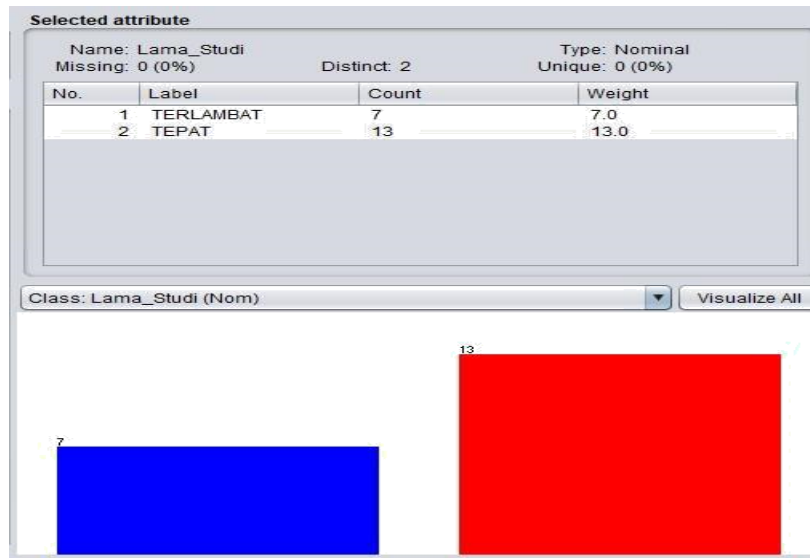 Selected attribute
Name: Lama_Studi Type: Nominal
Missing: 0 (0%) Distinct: 2 Unique: 0 (0%)
No. Label Count Weight
1 TERLAMBAT 7 7.0
2 TEPAT 13 13.0
Class: Lama_Studi (Nom) Visualize All
13
7